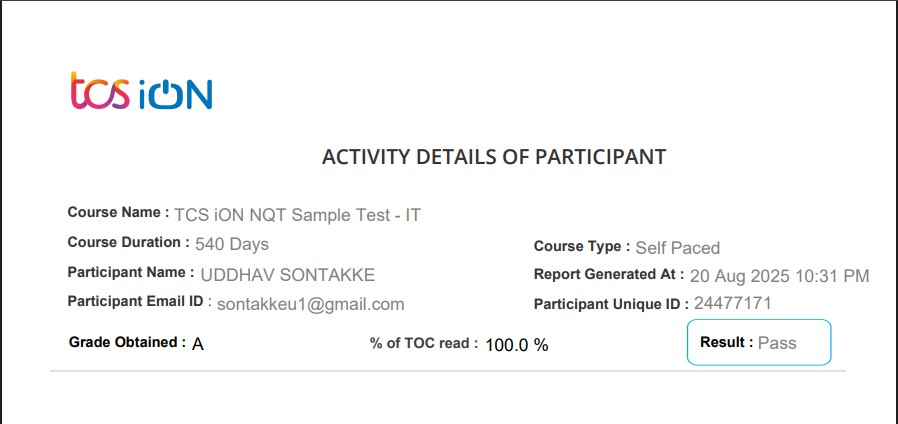 tcs iON
ACTIVITY DETAILS OF PARTICIPANT
Course Name : TCS iON NQT Sample Test - IT
Course Duration : 540 Days
Course Type : Self Paced
Participant Name : UDDHAV SONTAKKE
Report Generated At : 20 Aug 2025 10:31 PM
Participant Email ID : sontakkeu1@gmail.com
Participant Unique ID : 24477171
Grade Obtained : A % of TOC read : 100.0 % Result : Pass